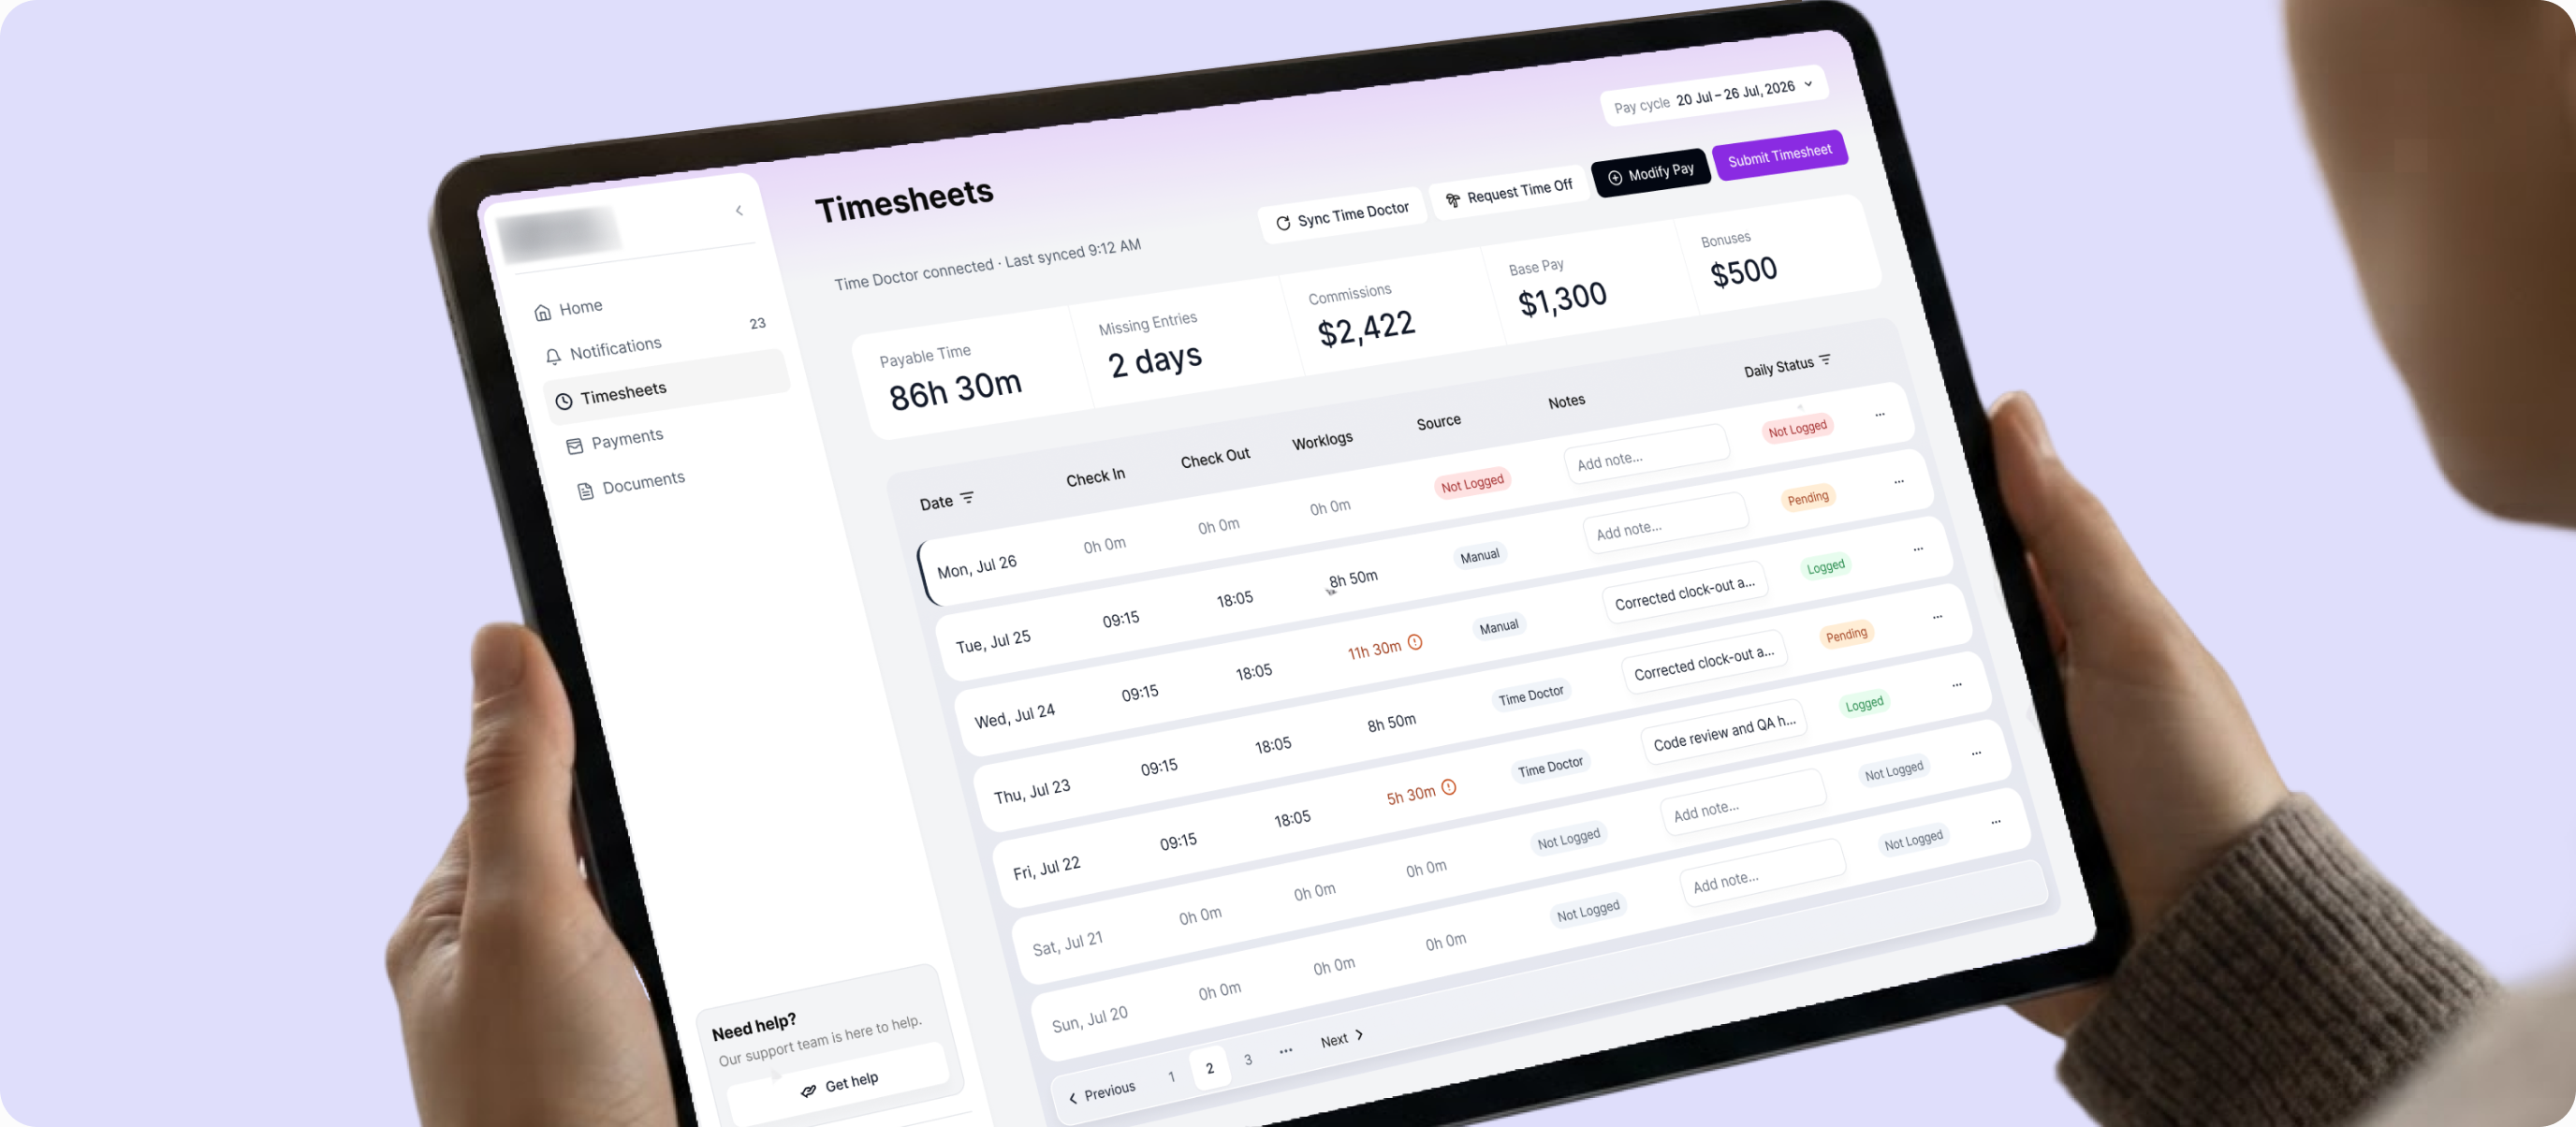 Pay cycle 20 Jul – 26 Jul, 2026
Timesheets
Sync Time Doctor
Request Time Off
Modify Pay
Submit Timesheet
Time Doctor connected · Last synced 9:12 AM
Home
Notifications 23
Timesheets
Payments
Documents
Payable Time
86h 30m
Missing Entries
2 days
Commissions
$2,422
Base Pay
$1,300
Bonuses
$500
Date Check In Check Out Worklogs Source Notes Daily Status
Mon, Jul 26 0h 0m 0h 0m 0h 0m Not Logged Add note... Not Logged ...
Tue, Jul 25 09:15 18:05 8h 50m Manual Add note... Pending ...
Wed, Jul 24 09:15 18:05 11h 30m Manual Corrected clock-out a... Logged ...
Thu, Jul 23 09:15 18:05 8h 50m Time Doctor Corrected clock-out a... Pending ...
Fri, Jul 22 09:15 18:05 5h 30m Time Doctor Code review and QA h... Logged ...
Sat, Jul 21 0h 0m 0h 0m 0h 0m Not Logged Add note... Not Logged ...
Sun, Jul 20 0h 0m 0h 0m 0h 0m Not Logged Add note... Not Logged ...
Previous 1 2 3 ... Next
Need help?
Our support team is here to help.
Get help